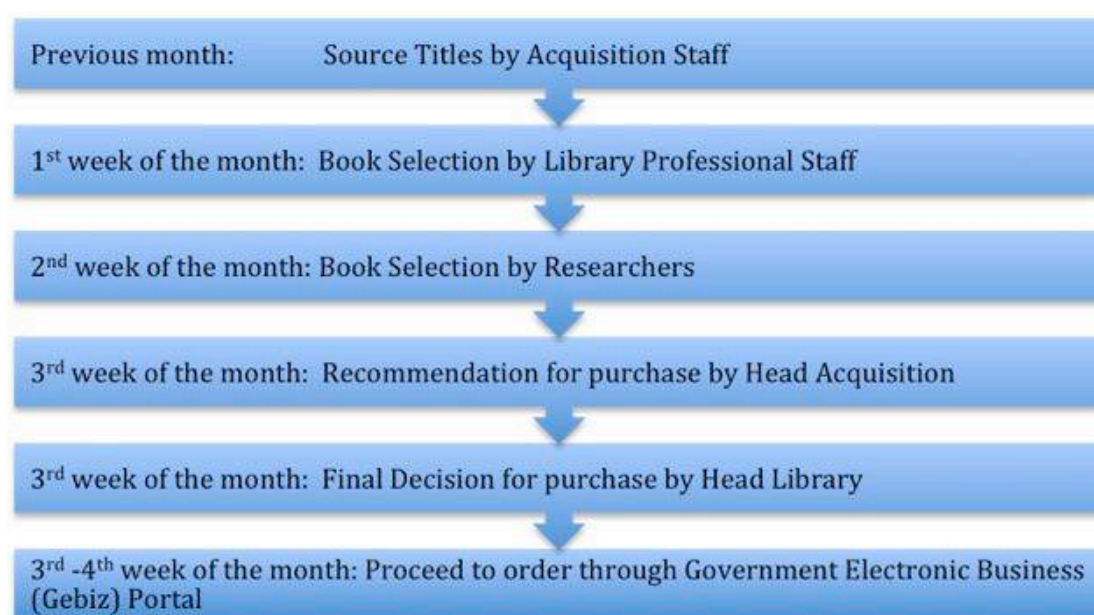 Previous month: Source Titles by Acquisition Staff
1st week of the month: Book Selection by Library Professional Staff
2nd week of the month: Book Selection by Researchers
3rd week of the month: Recommendation for purchase by Head Acquisition
3rd week of the month: Final Decision for purchase by Head Library
3rd -4th week of the month: Proceed to order through Government Electronic Business
(Gebiz) Portal